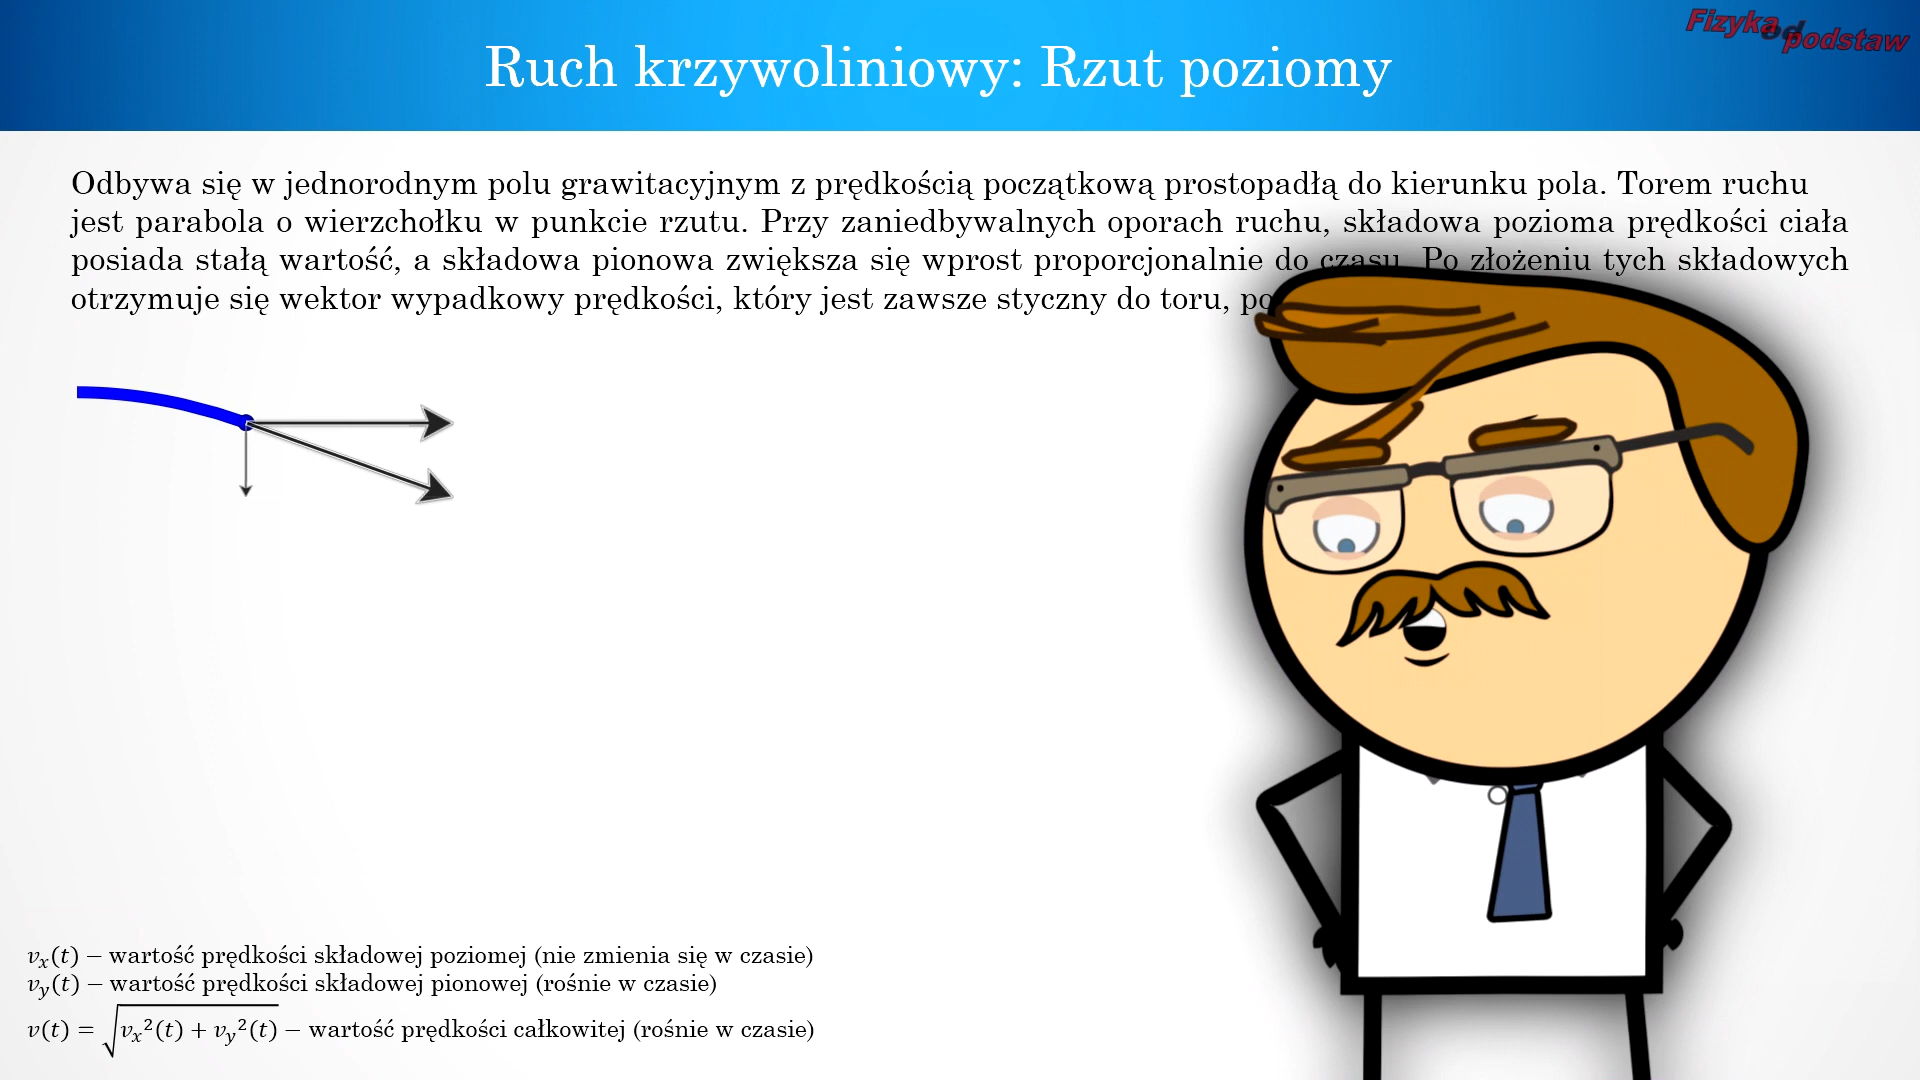 Fizyka od podstaw
Ruch krzywoliniowy: Rzut poziomy
Odbywa się w jednorodnym polu grawitacyjnym z prędkością początkową prostopadłą do kierunku pola. Torem ruchu
jest parabola o wierzchołku w punkcie rzutu. Przy zaniedbywalnych oporach ruchu, składowa pozioma prędkości ciała
posiada stałą wartość, a składowa pionowa zwiększa się wprost proporcjonalnie do czasu. Po złożeniu tych składowych
otrzymuje się wektor wypadkowy prędkości, który jest zawsze styczny do toru,
vₓ(t) – wartość prędkości składowej poziomej (nie zmienia się w czasie)
v_y(t) – wartość prędkości składowej pionowej (rośnie w czasie)
v(t) = √(vₓ²(t) + v_y²(t)) – wartość prędkości całkowitej (rośnie w czasie)